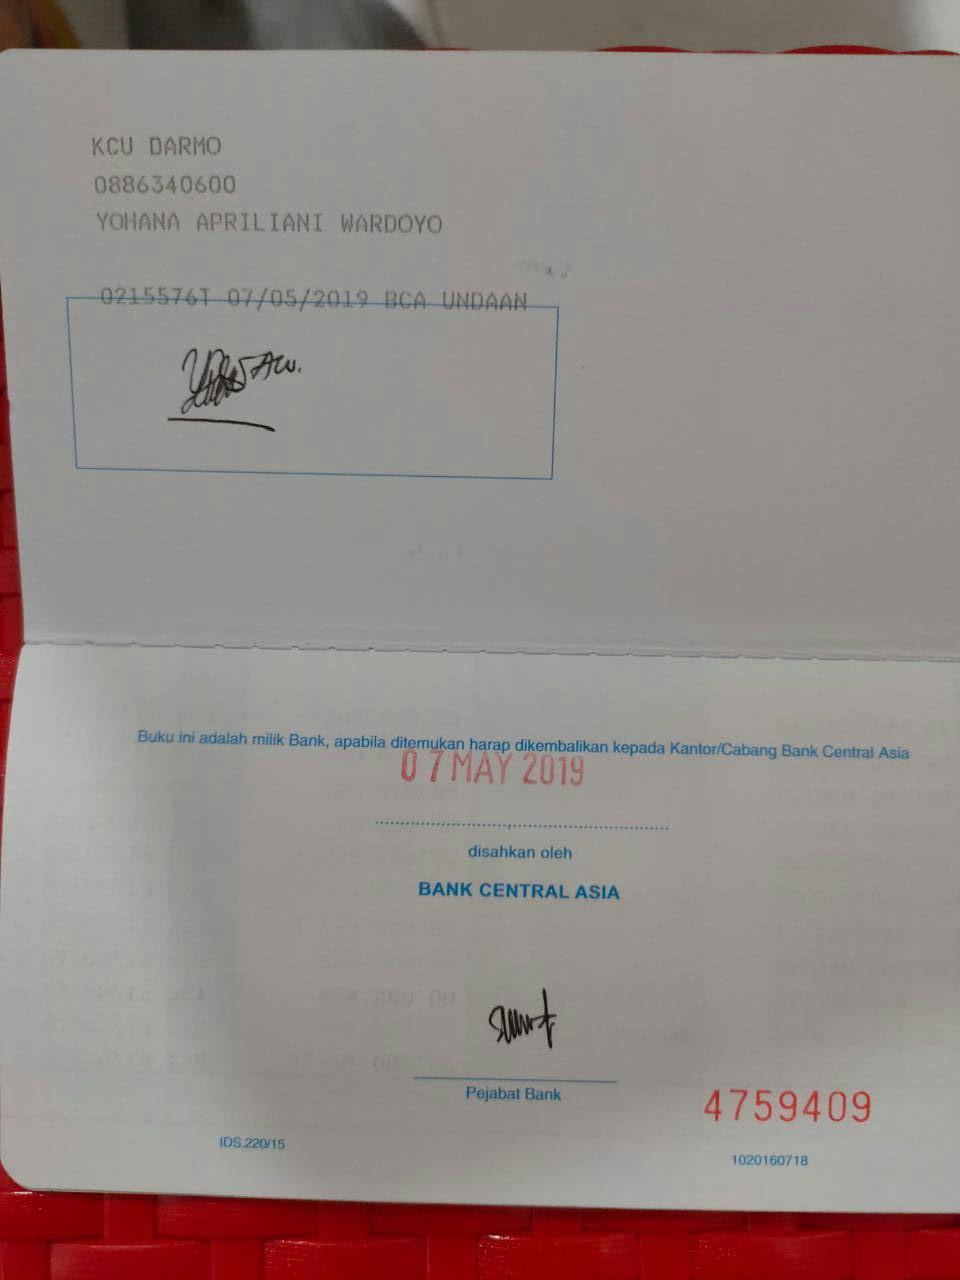 KCU DARMO
0886340600
YOHANA APRILIANI WARDOYO
0215576T 07/05/2019 BCA UNDAAN
Buku ini adalah milik Bank, apabila ditemukan harap dikembalikan kepada Kantor/Cabang Bank Central Asia
07 MAY 2019
disahkan oleh
BANK CENTRAL ASIA
Pejabat Bank
4759409
IDS.220/15
1020160718